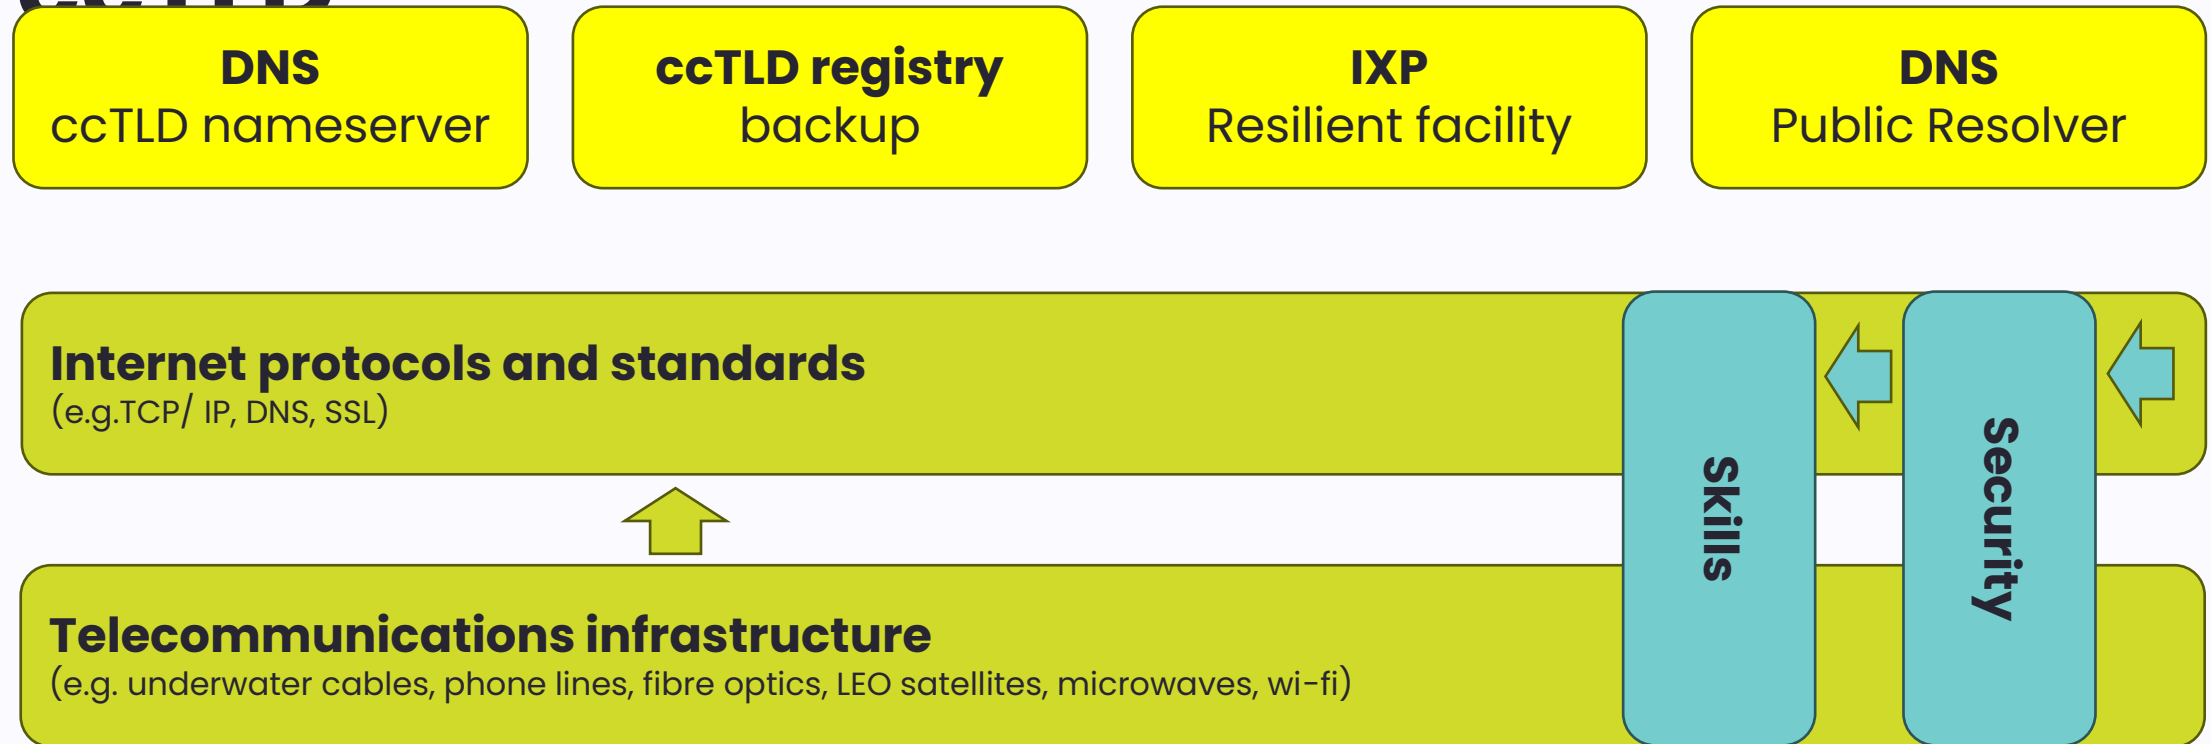 ccTLD
DNS
ccTLD nameserver
ccTLD registry
backup
IXP
Resilient facility
DNS
Public Resolver
Internet protocols and standards
(e.g.TCP/ IP, DNS, SSL)
Skills
Security
Telecommunications infrastructure
(e.g. underwater cables, phone lines, fibre optics, LEO satellites, microwaves, wi-fi)